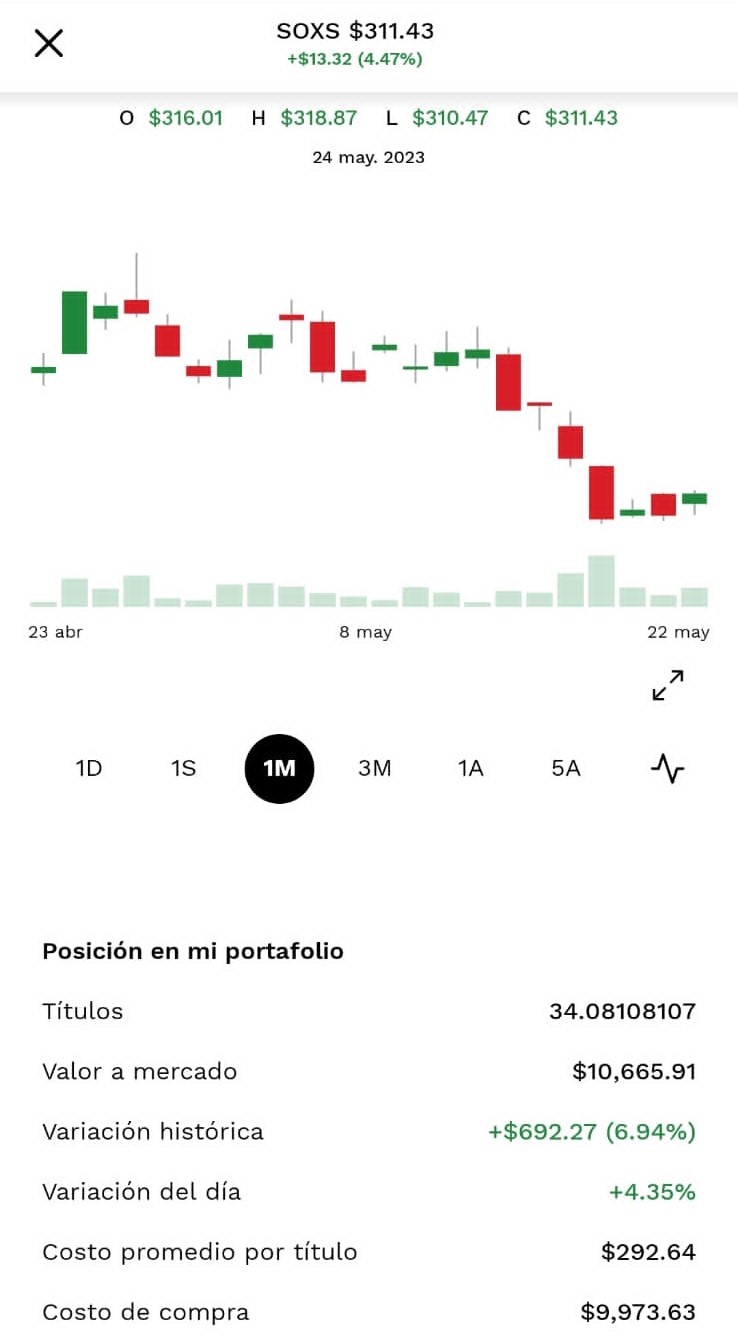 SOXS $311.43
+$13.32 (4.47%)
O $316.01 H $318.87 L $310.47 C $311.43
24 may. 2023
23 abr 8 may 22 may
1D 1S 1M 3M 1A 5A
Posición en mi portafolio
Títulos 34.08108107
Valor a mercado $10,665.91
Variación histórica +$692.27 (6.94%)
Variación del día +4.35%
Costo promedio por título $292.64
Costo de compra $9,973.63